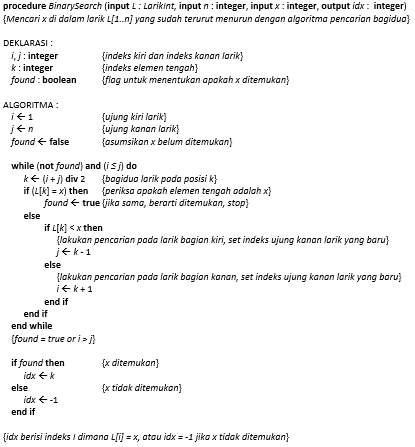 procedure BinarySearch (input L : LarikInt, input n : integer, input x : integer, output idx : integer)
{Mencari x di dalam larik L[1..n] yang sudah terurut menurun dengan algoritma pencarian bagidua}
DEKLARASI :
i, j : integer {indeks kiri dan indeks kanan larik}
k : integer {indeks elemen tengah}
found : boolean {flag untuk menentukan apakah x ditemukan}
ALGORITMA :
i ← 1 {ujung kiri larik}
j ← n {ujung kanan larik}
found ← false {asumsikan x belum ditemukan}
while (not found) and (i ≤ j) do
k ← (i + j) div 2 {bagidua larik pada posisi k}
if (L[k] = x) then {periksa apakah elemen tengah adalah x}
found ← true {jika sama, berarti ditemukan, stop}
else
if L[k] < x then
{lakukan pencarian pada larik bagian kiri, set indeks ujung kanan larik yang baru}
j ← k - 1
else
{lakukan pencarian pada larik bagian kanan, set indeks ujung kanan larik yang baru}
i ← k + 1
end if
end if
end while
{found = true or i > j}
if found then {x ditemukan}
idx ← k
else {x tidak ditemukan}
idx ← -1
end if
{idx berisi indeks I dimana L[i] = x, atau idx = -1 jika x tidak ditemukan}